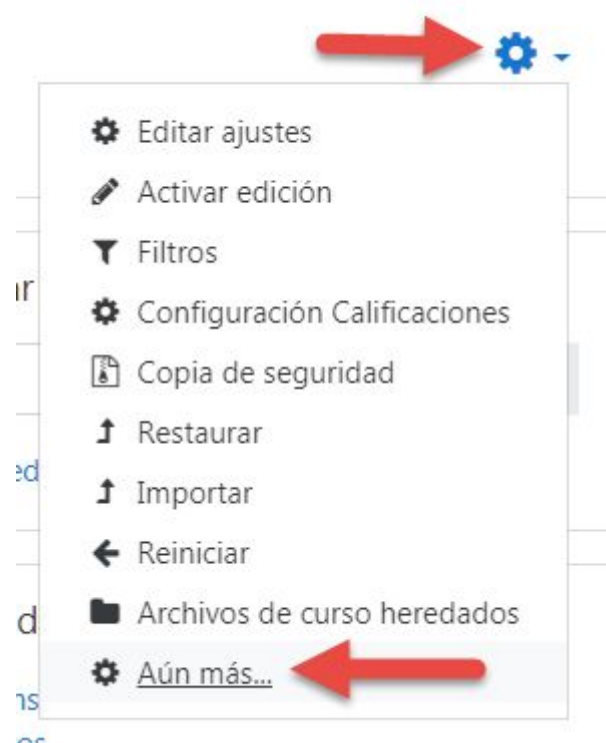 Editar ajustes
Activar edición
Filtros
Configuración Calificaciones
Copia de seguridad
Restaurar
Importar
Reiniciar
Archivos de curso heredados
Aún más...